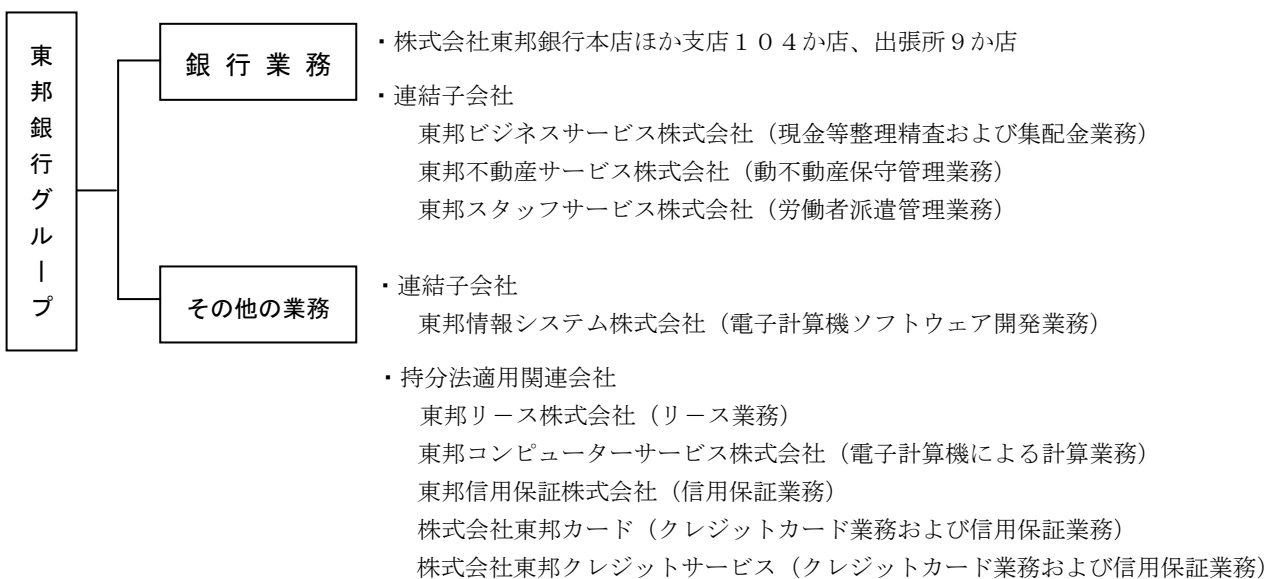 東邦銀行グループ
銀行業務
・株式会社東邦銀行本店ほか支店１０４か店、出張所９か店
・連結子会社
東邦ビジネスサービス株式会社（現金等整理精査および集配金業務）
東邦不動産サービス株式会社（動不動産保守管理業務）
東邦スタッフサービス株式会社（労働者派遣管理業務）
その他の業務
・連結子会社
東邦情報システム株式会社（電子計算機ソフトウェア開発業務）
・持分法適用関連会社
東邦リース株式会社（リース業務）
東邦コンピューターサービス株式会社（電子計算機による計算業務）
東邦信用保証株式会社（信用保証業務）
株式会社東邦カード（クレジットカード業務および信用保証業務）
株式会社東邦クレジットサービス（クレジットカード業務および信用保証業務）